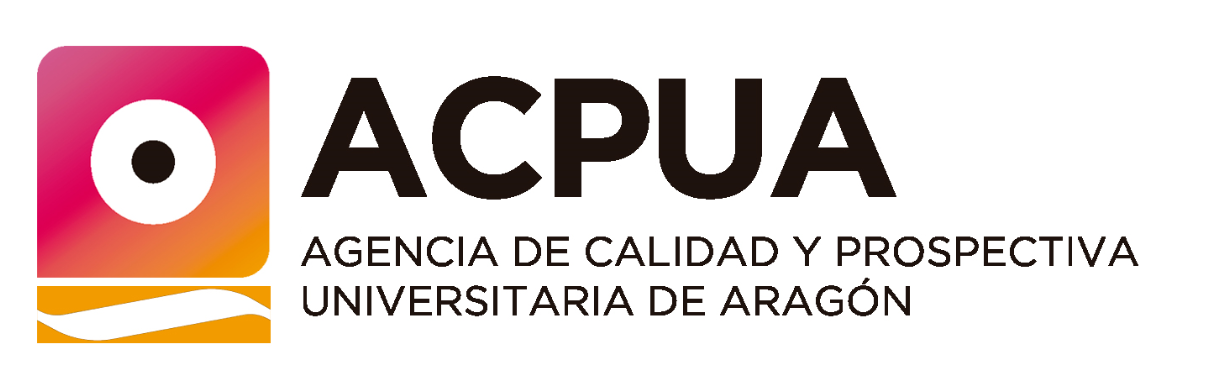 ACPUA
AGENCIA DE CALIDAD Y PROSPECTIVA
UNIVERSITARIA DE ARAGÓN